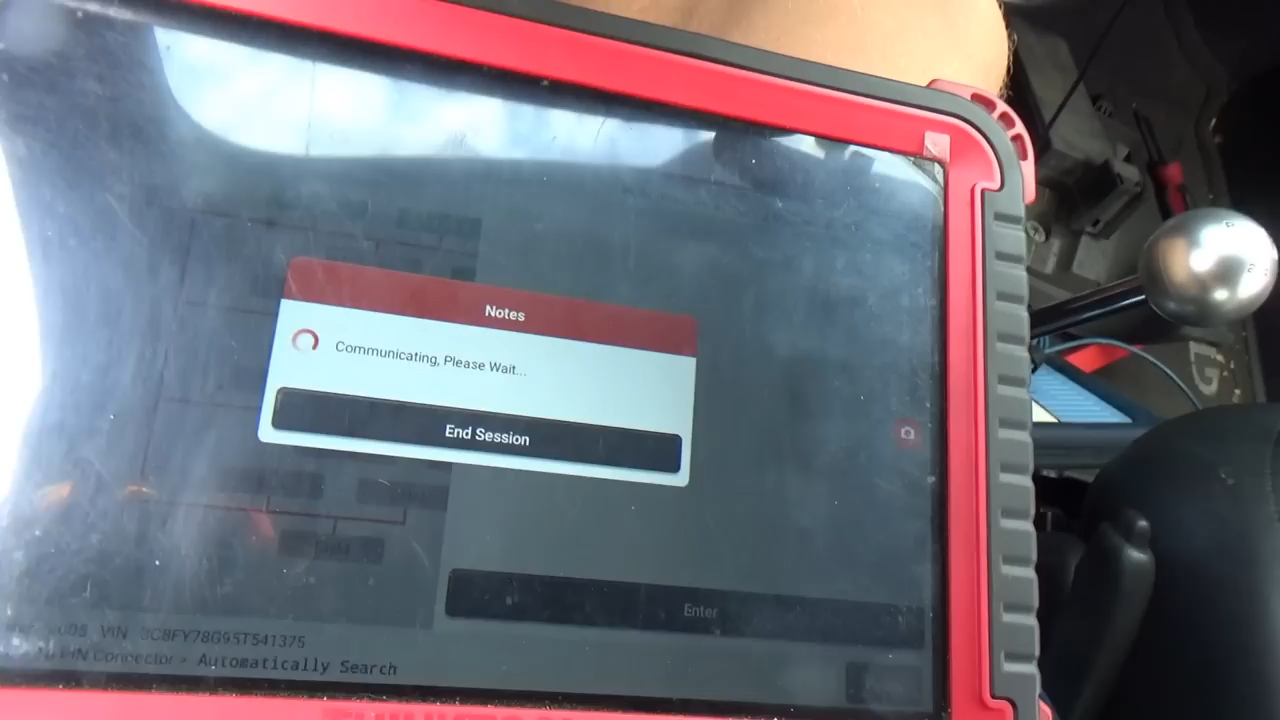 Notes
Communicating, Please Wait...
End Session
Enter
VIN 3C8FY78G95T541375
Connector > Automatically Search